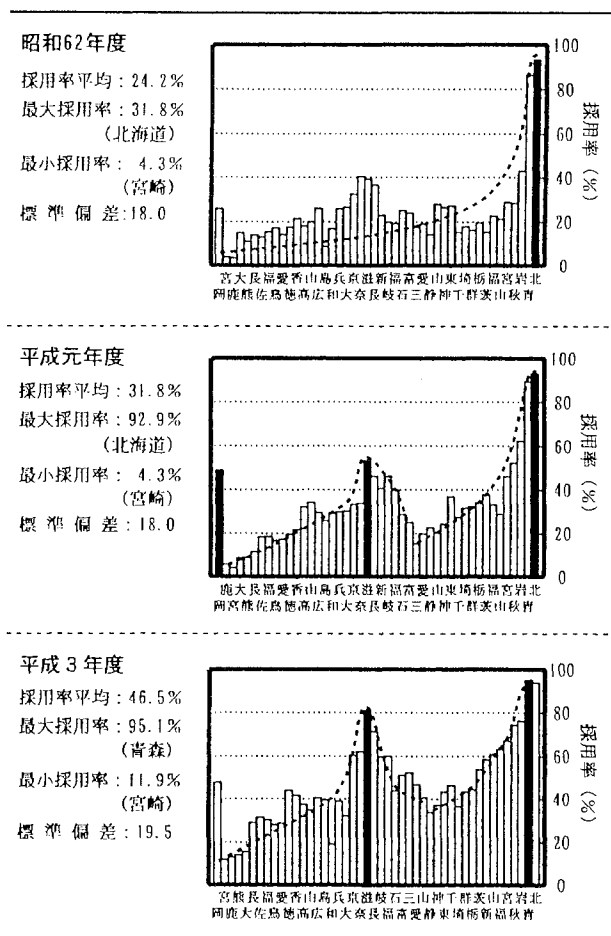 昭和62年度
採用率平均：24.2%
最大採用率：31.8%
（北海道）
最小採用率： 4.3%
（宮崎）
標 準 偏 差：18.0
100
80
60
40
20
0
採用率（%）
宮大長福愛香山島兵京滋新福富愛山東埼栃福宮岩北
岡鹿熊佐鳥徳高広和大奈長岐石三静神千群茨山秋青
平成元年度
採用率平均：31.8%
最大採用率：92.9%
（北海道）
最小採用率： 4.3%
（宮崎）
標 準 偏 差：18.0
100
80
60
40
20
0
採用率（%）
鹿大長福愛香山島兵京滋新福富愛山東埼栃福宮岩北
岡宮熊佐鳥徳高広和大奈長岐石三静神千群茨山秋青
平成３年度
採用率平均：46.5%
最大採用率：95.1%
（青森）
最小採用率：11.9%
（宮崎）
標 準 偏 差：19.5
100
80
60
40
20
0
採用率（%）
宮熊長福愛香山島兵京滋岐石三山神千群茨山宮岩北
岡鹿大佐鳥徳高広和大奈長福富愛静東埼栃新福秋青